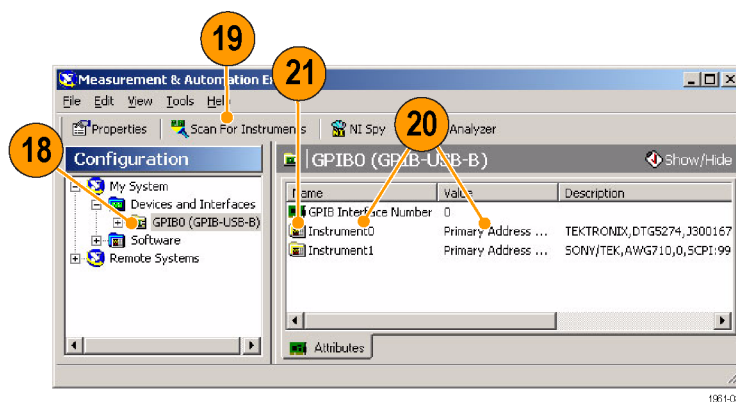 19
21
Measurement & Automation E
File Edit View Tools Help
Properties Scan For Instruments NI Spy Analyzer
20
18
Configuration
GPIB0 (GPIB-USB-B)
Show/Hide
My System
Devices and Interfaces
GPIB0 (GPIB-USB-B)
Software
Remote Systems
Name Value Description
GPIB Interface Number 0
Instrument0 Primary Address ... TEKTRONIX,DTG5274,J300167
Instrument1 Primary Address ... SONY/TEK,AWG710,0,SCPI:99
Attributes